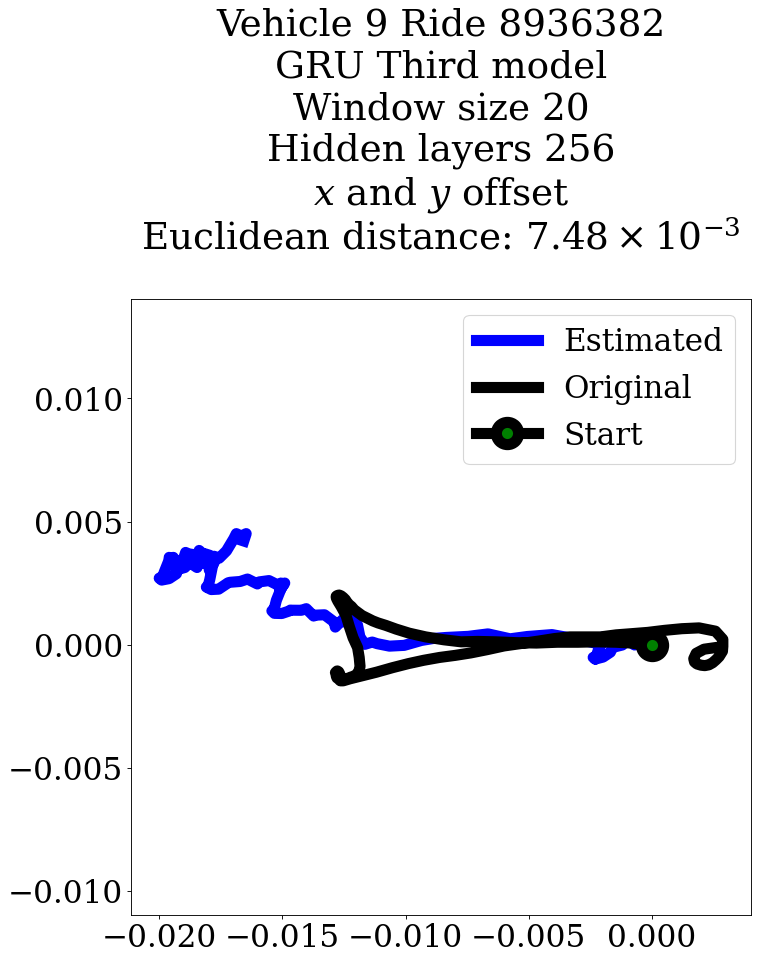 Vehicle 9 Ride 8936382
GRU Third model
Window size 20
Hidden layers 256
x and y offset
Euclidean distance: 7.48 × 10⁻³
Estimated
Original
Start
0.010
0.005
0.000
−0.005
−0.010
−0.020 −0.015 −0.010 −0.005 0.000